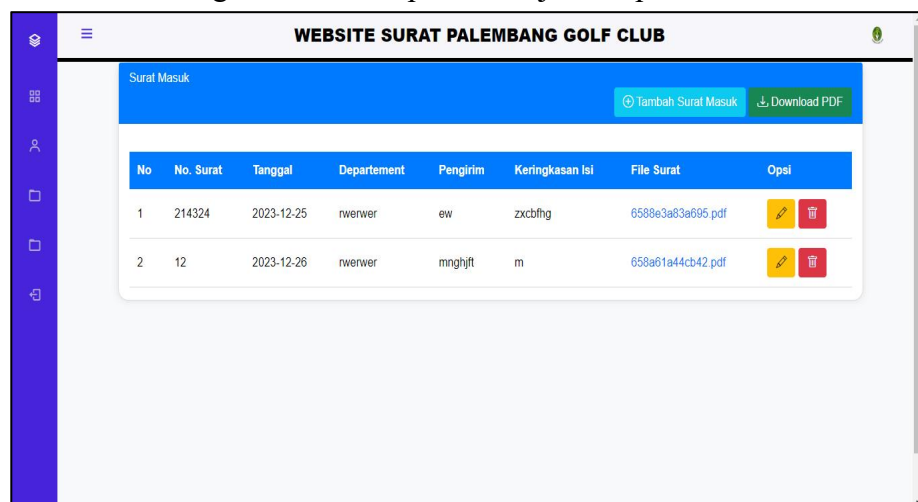 WEBSITE SURAT PALEMBANG GOLF CLUB
Surat Masuk
Tambah Surat Masuk Download PDF
No No. Surat Tanggal Departement Pengirim Keringkasan Isi File Surat Opsi
1 214324 2023-12-25 rwerwer ew zxcbfhg 6588e3a83a695.pdf
2 12 2023-12-26 rwerwer mnghjft m 658a61a44cb42.pdf